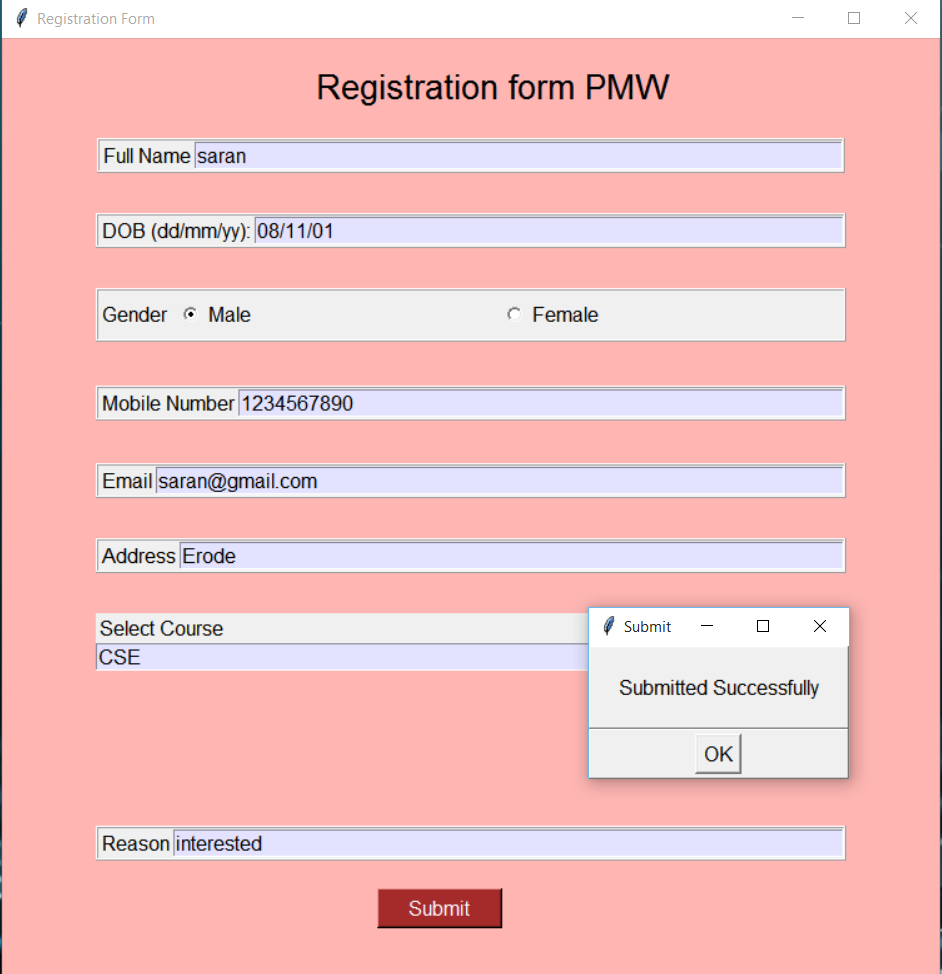 Registration Form
Registration form PMW
Full Name saran
DOB (dd/mm/yy): 08/11/01
Gender Male Female
Mobile Number 1234567890
Email saran@gmail.com
Address Erode
Select Course
CSE
Submit
Submitted Successfully
OK
Reason interested
Submit